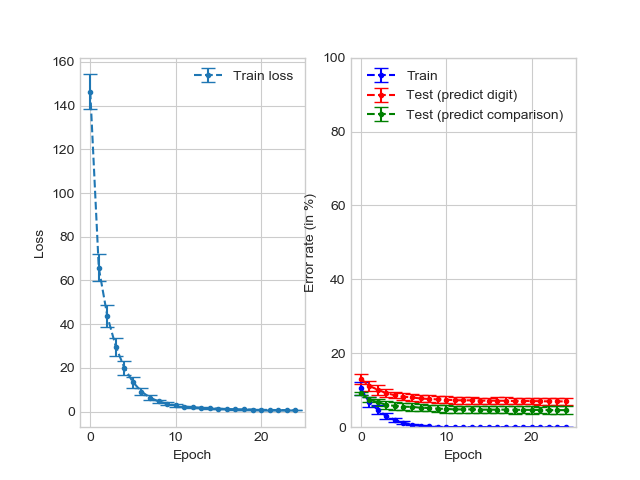 160
140
120
100
80
60
40
20
0
Loss
0
10
20
Epoch
Train loss
100
80
60
40
20
0
Error rate (in %)
0
10
20
Epoch
Train
Test (predict digit)
Test (predict comparison)